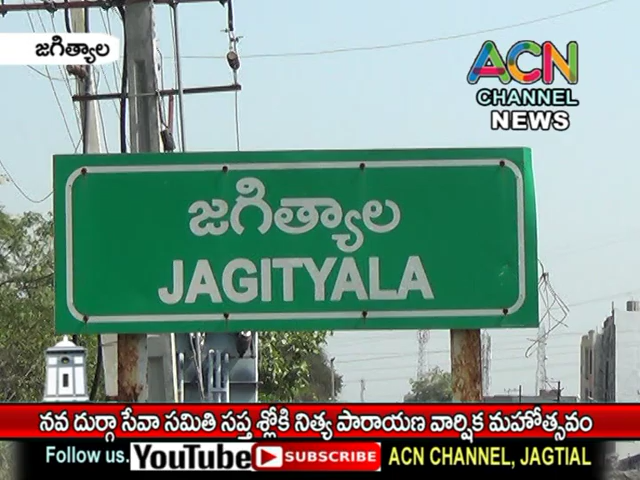 జగిత్యాల
ACN
CHANNEL
NEWS
జగిత్యాల
JAGITYALA
నవ దుర్గా సేవా సమితి సప్త శ్లోకి నిత్య పారాయణ వార్షిక మహోత్సవం
Follow us. YouTube SUBSCRIBE ACN CHANNEL, JAGTIAL